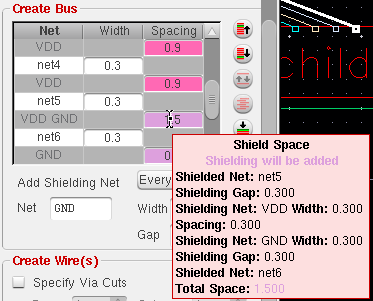 Create Bus
Net Width Spacing
VDD 0.9
net4 0.3
VDD 0.9
net5 0.3
VDD GND 1.5
net6 0.3
GND
child
Add Shielding Net Every
Net GND Width
Gap
Shield Space
Shielding will be added
Shielded Net: net5
Shielding Gap: 0.300
Shielding Net: VDD Width: 0.300
Spacing: 0.300
Shielding Net: GND Width: 0.300
Shielding Gap: 0.300
Shielded Net: net6
Total Space: 1.500
Create Wire(s)
Specify Via Cuts